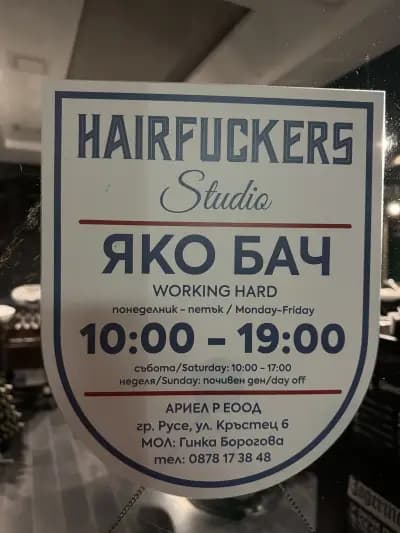 HAIRFUCKERS
Studio
ЯКО БАЧ
WORKING HARD
понеделник - петък / Monday-Friday
10:00 - 19:00
събота/Saturday: 10:00 - 17:00
неделя/Sunday: почивен ден/day off
АРИЕЛ Р ЕООД
гр. Русе, ул. Кръстец 6
МОЛ: Гинка Борогова
тел: 0878 17 38 48